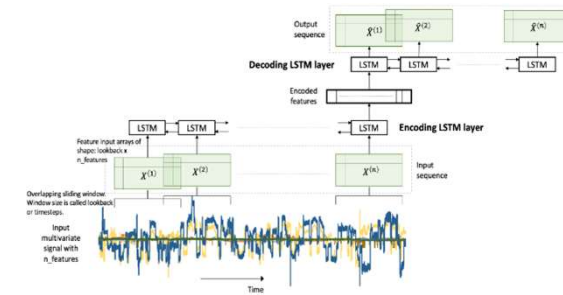 Output
sequence
X̂(1)
X̂(2)
X̂(n)
Decoding LSTM layer
LSTM
LSTM
LSTM
Encoded
features
LSTM
LSTM
LSTM
Encoding LSTM layer
Feature input arrays of
shape: lookback x
n_features
X(1)
X(2)
X(n)
Input
sequence
Overlapping sliding window.
Window size is called lookback
or timesteps.
Input
multivariate
signal with
n_features
Time